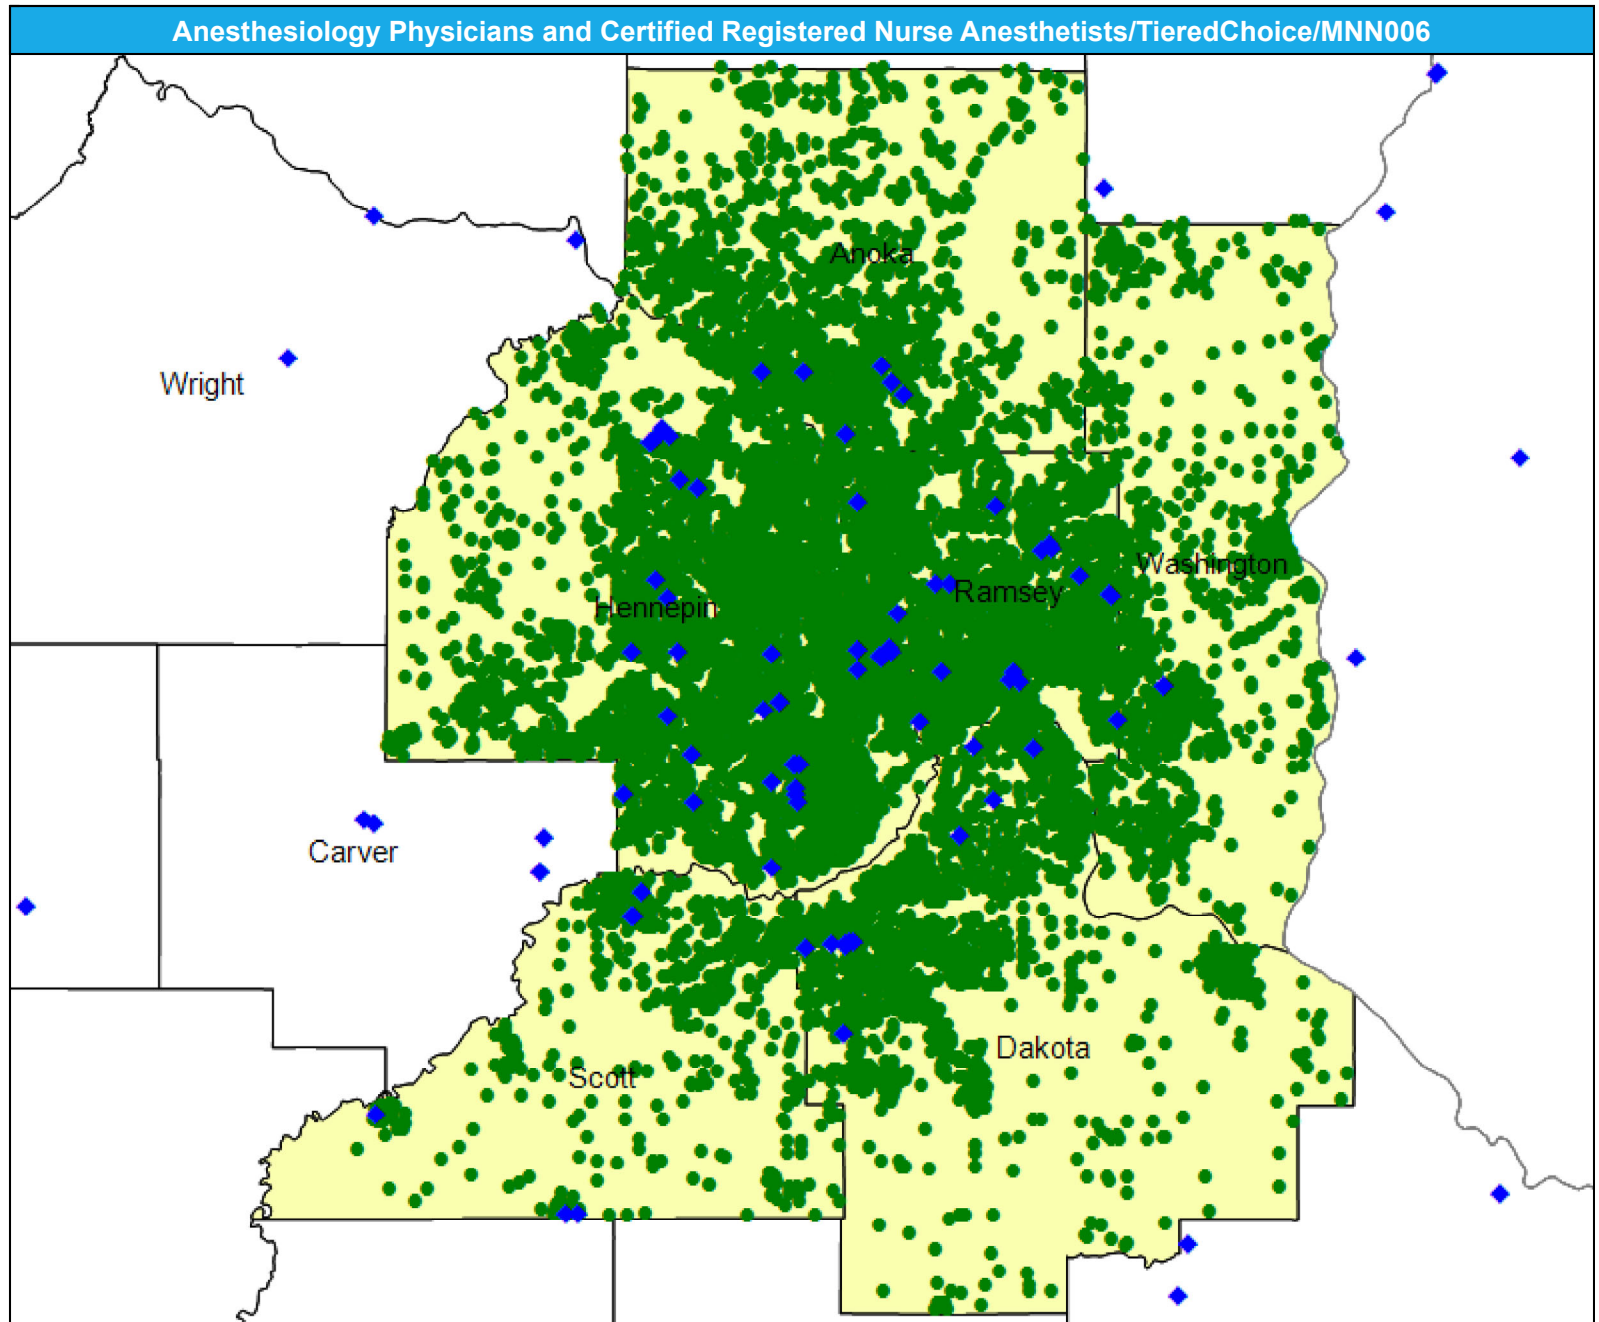 Anesthesiology Physicians and Certified Registered Nurse Anesthetists/TieredChoice/MNN006
Anoka
Wright
Washington
Ramsey
Hennepin
Carver
Dakota
Scott